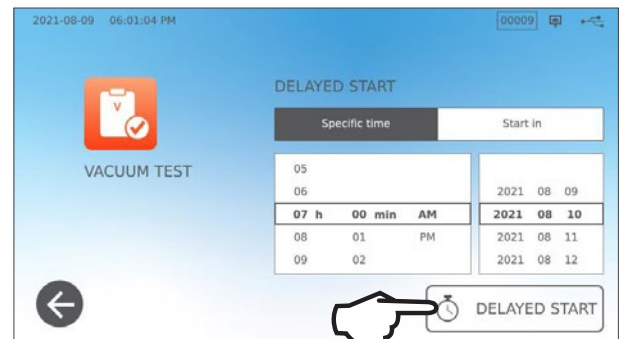 2021-08-09 06:01:04 PM 00009
DELAYED START
Specific time Start in
V
VACUUM TEST
05
06 2021 08 09
07 h 00 min AM 2021 08 10
08 01 PM 2021 08 11
09 02 2021 08 12
DELAYED START